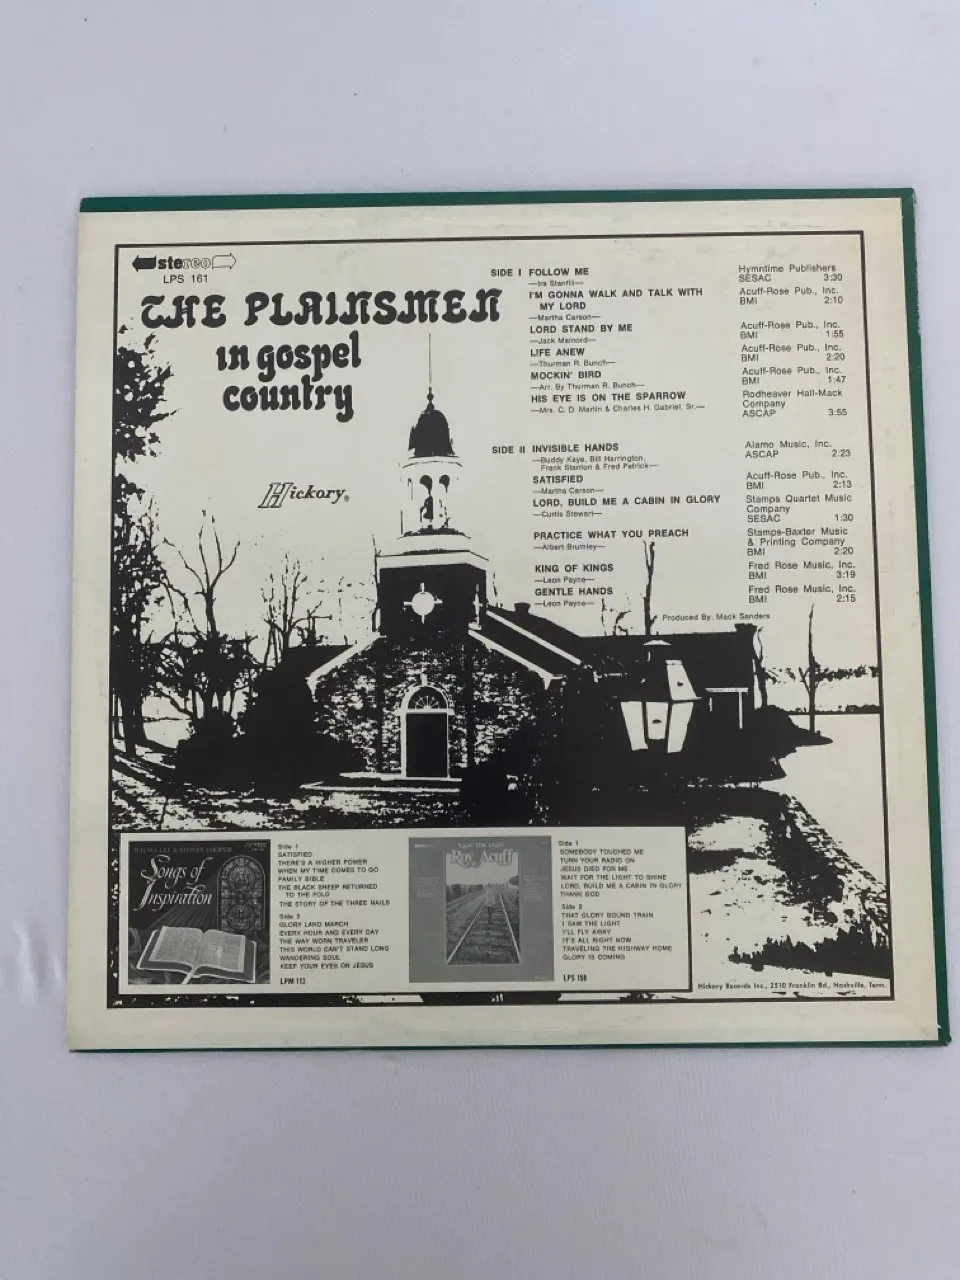 stereo
LPS 161
THE PLAINSMEN
in gospel
country
Hickory®
SIDE I FOLLOW ME
—Ira Stanfill—
Hymntime Publishers
SESAC 3:30
I'M GONNA WALK AND TALK WITH
MY LORD
—Martha Carson—
Acuff-Rose Pub., Inc.
BMI 2:10
LORD STAND BY ME
—Jack Mainord—
Acuff-Rose Pub., Inc.
BMI 1:55
LIFE ANEW
—Thurman R. Bunch—
Acuff-Rose Pub., Inc.
BMI 2:20
MOCKIN' BIRD
—Arr. By Thurman R. Bunch—
Acuff-Rose Pub., Inc.
BMI 1:47
HIS EYE IS ON THE SPARROW
—Mrs. C. D. Martin & Charles H. Gabriel, Sr.—
Rodheaver Hall-Mack
Company
ASCAP 3:55
SIDE II INVISIBLE HANDS
—Buddy Kaye, Bill Harrington,
Frank Stanton & Fred Patrick—
Alamo Music, Inc.
ASCAP 2:23
SATISFIED
—Martha Carson—
Acuff-Rose Pub., Inc.
BMI 2:13
LORD, BUILD ME A CABIN IN GLORY
—Curtis Stewart—
Stamps Quartet Music
Company
SESAC 1:30
PRACTICE WHAT YOU PREACH
—Albert Brumley—
Stamps-Baxter Music
& Printing Company
BMI 2:20
KING OF KINGS
—Leon Payne—
Fred Rose Music, Inc.
BMI 3:19
GENTLE HANDS
—Leon Payne—
Fred Rose Music, Inc.
BMI 2:15
Produced By: Mack Sanders
WILMA LEE & STONEY COOPER
Songs of
Inspiration
Side 1
SATISFIED
THERE'S A HIGHER POWER
WHEN MY TIME COMES TO GO
FAMILY BIBLE
THE BLACK SHEEP RETURNED
TO THE FOLD
THE STORY OF THE THREE NAILS
Side 2
GLORY LAND MARCH
EVERY HOUR AND EVERY DAY
THE WAY WORN TRAVELER
THIS WORLD CAN'T STAND LONG
WANDERING SOUL
KEEP YOUR EYES ON JESUS
LPM 112
Roy Acuff
Side 1
SOMEBODY TOUCHED ME
TURN YOUR RADIO ON
JESUS DIED FOR ME
WAIT FOR THE LIGHT TO SHINE
LORD, BUILD ME A CABIN IN GLORY
THANK GOD
Side 2
THAT GLORY BOUND TRAIN
I SAW THE LIGHT
I'LL FLY AWAY
IT'S ALL RIGHT NOW
TRAVELING THE HIGHWAY HOME
GLORY IS COMING
LPS 158
Hickory Records Inc., 2510 Franklin Rd., Nashville, Tenn.